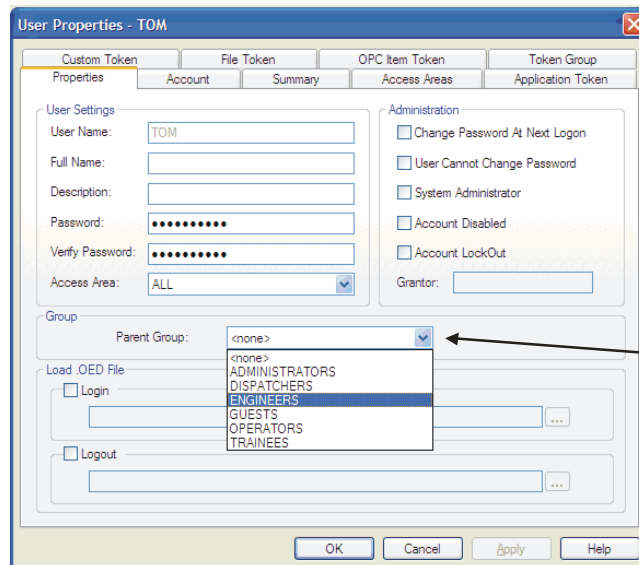 User Properties - TOM
Custom Token File Token OPC Item Token Token Group
Properties Account Summary Access Areas Application Token
User Settings
User Name: TOM
Full Name:
Description:
Password: ••••••••••
Verify Password: ••••••••••
Access Area: ALL
Administration
Change Password At Next Logon
User Cannot Change Password
System Administrator
Account Disabled
Account LockOut
Grantor:
Group
Parent Group: <none>
<none>
ADMINISTRATORS
DISPATCHERS
ENGINEERS
GUESTS
OPERATORS
TRAINEES
Load .OED File
Login
...
Logout
...
OK Cancel Apply Help